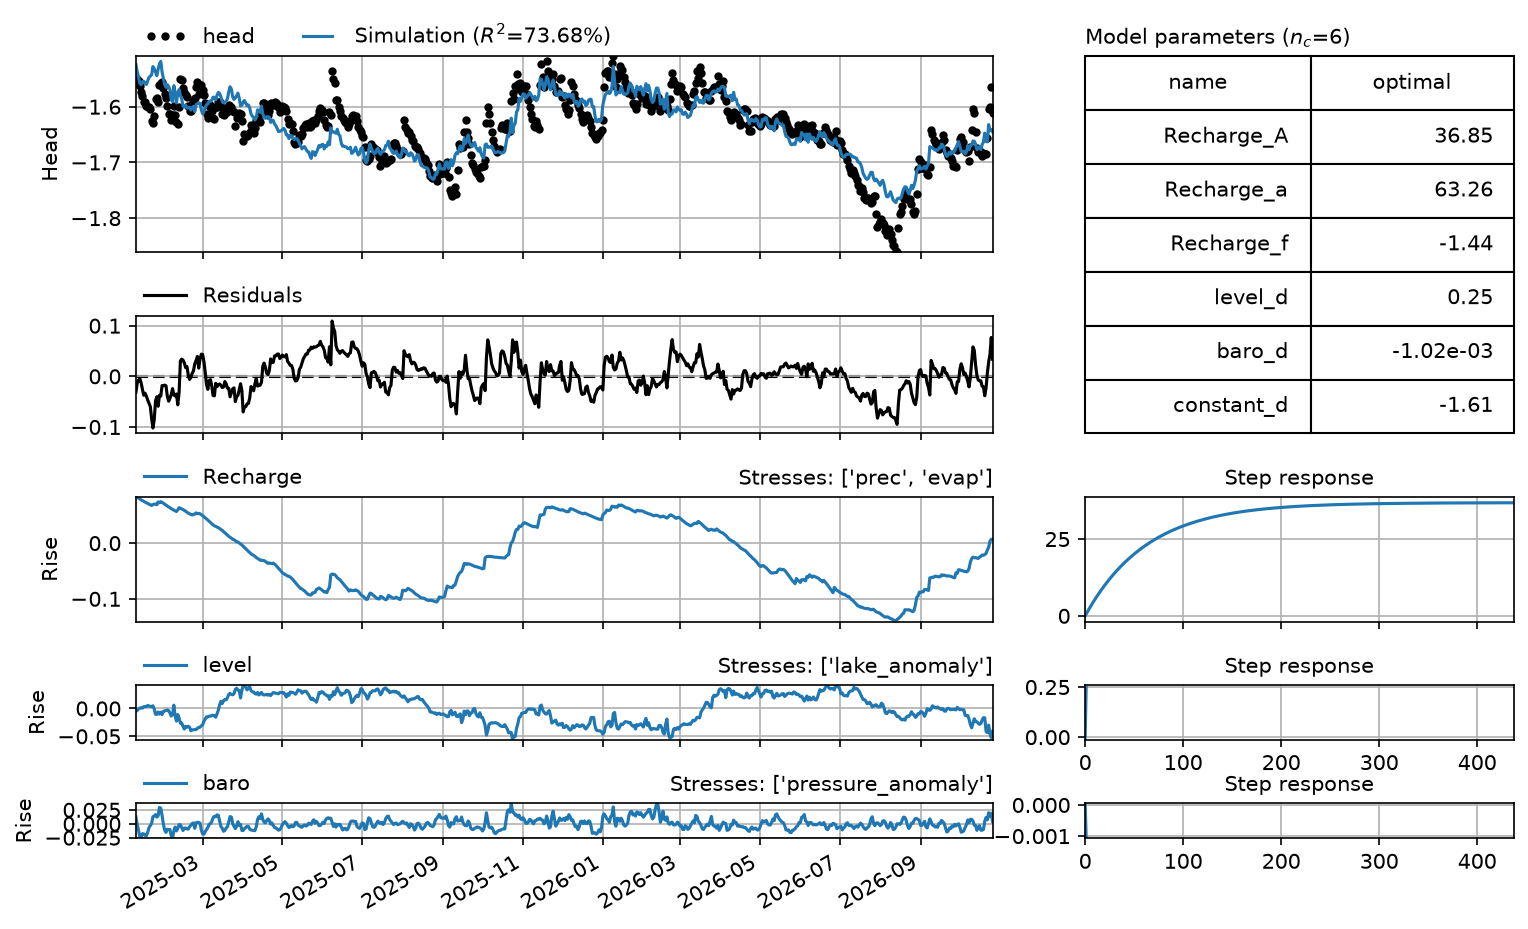 head Simulation (R²=73.68%)
Model parameters (n_c=6)
name optimal
Recharge_A 36.85
Recharge_a 63.26
Recharge_f -1.44
level_d 0.25
baro_d -1.02e-03
constant_d -1.61
Head
−1.6
−1.7
−1.8
Residuals
0.1
0.0
−0.1
Recharge Stresses: ['prec', 'evap']
Rise
0.0
−0.1
Step response
25
0
level Stresses: ['lake_anomaly']
Rise
0.00
−0.05
Step response
0.25
0.00
0 100 200 300 400
baro Stresses: ['pressure_anomaly']
Rise
0.025
0.000
−0.025
2025-03 2025-05 2025-07 2025-09 2025-11 2026-01 2026-03 2026-05 2026-07 2026-09
Step response
0.000
−0.001
0 100 200 300 400